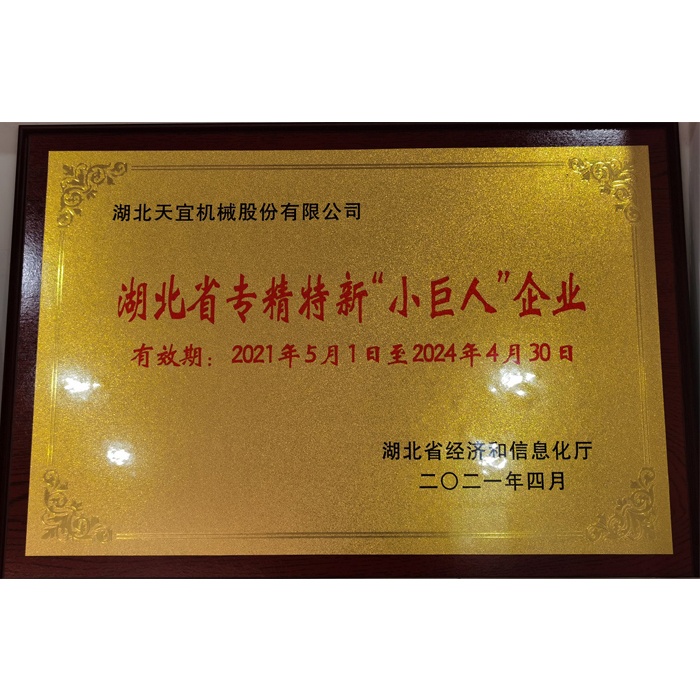 湖北天宜机械股份有限公司
湖北省专精特新“小巨人”企业
有效期：2021年5月1日至2024年4月30日
湖北省经济和信息化厅
二〇二一年四月